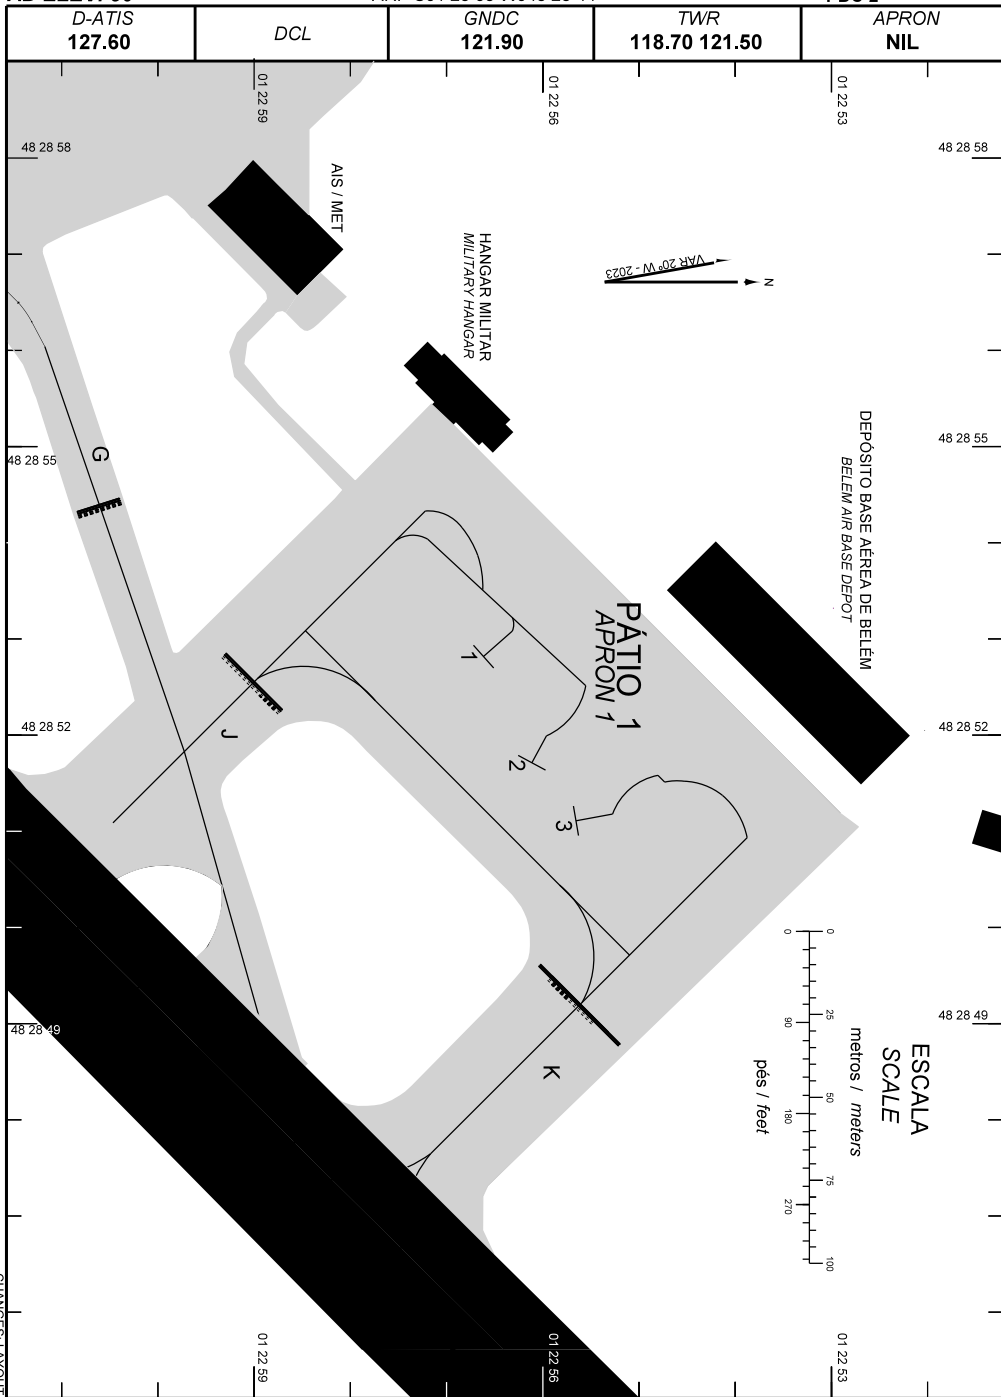 D-ATIS
127.60
DCL
GNDC
121.90
TWR
118.70 121.50
APRON
NIL
01 22 59
01 22 56
01 22 53
48 28 58
48 28 58
AIS / MET
HANGAR MILITAR
MILITARY HANGAR
VAR 20° W - 2023
N
DEPÓSITO BASE AÉREA DE BELÉM
BELEM AIR BASE DEPOT
48 28 55
48 28 55
G
PÁTIO 1
APRON 1
1
2
3
J
48 28 52
48 28 52
K
48 28 49
48 28 49
ESCALA
SCALE
metros / meters
0 25 50 75 100
0 90 180 270
pés / feet
01 22 59
01 22 56
01 22 53